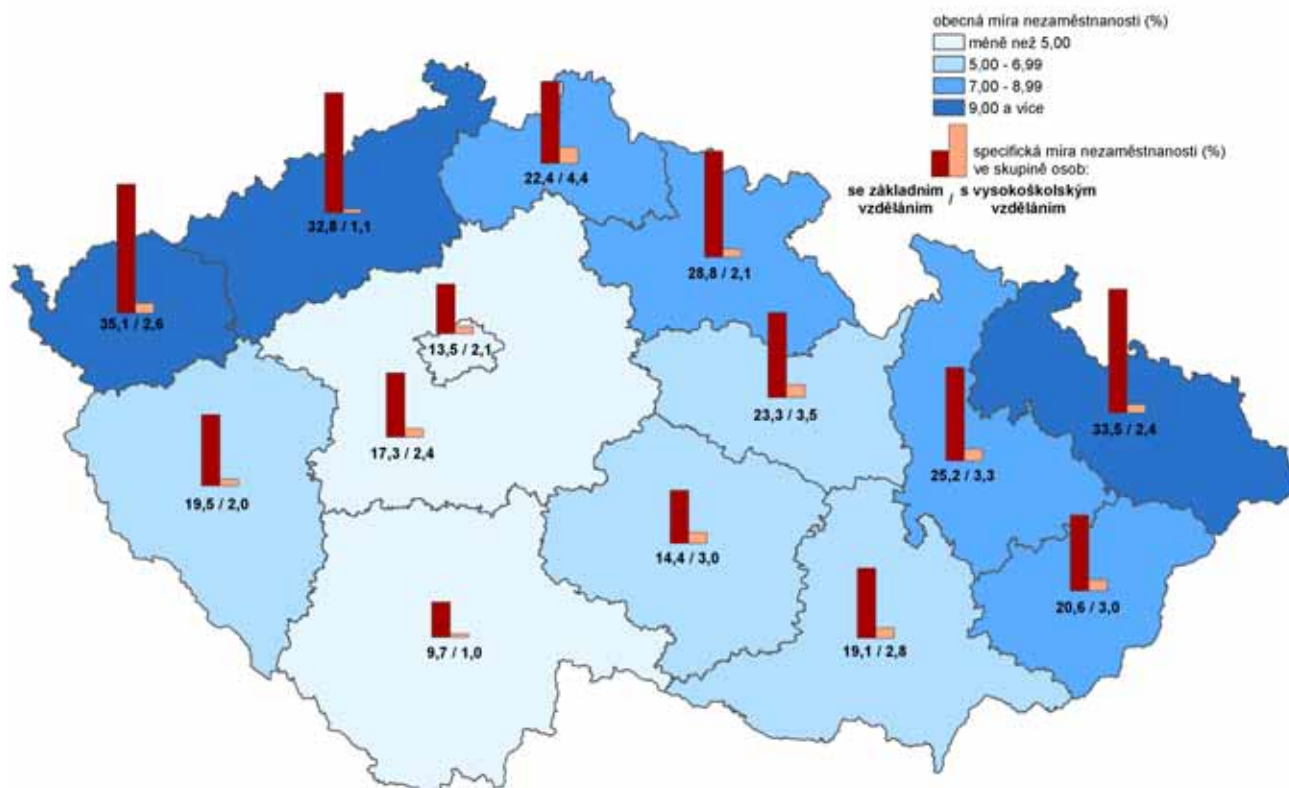 obecná míra nezaměstnanosti (%)
méně než 5,00
5,00 - 6,99
7,00 - 8,99
9,00 a více
specifická míra nezaměstnanosti (%)
ve skupině osob:
se základním / s vysokoškolským
vzděláním vzděláním
22,4 / 4,4
32,8 / 1,1
28,8 / 2,1
35,1 / 2,6
13,5 / 2,1
23,3 / 3,5
33,5 / 2,4
17,3 / 2,4
25,2 / 3,3
19,5 / 2,0
14,4 / 3,0
20,6 / 3,0
9,7 / 1,0
19,1 / 2,8